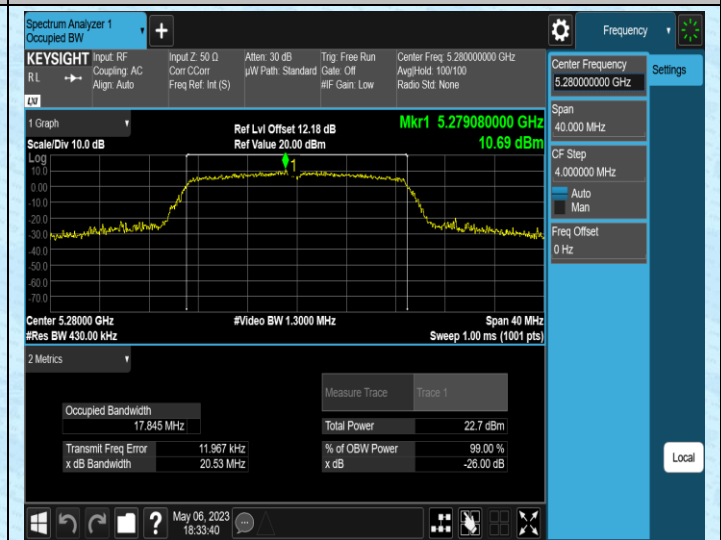 Spectrum Analyzer 1
Occupied BW
+
Frequency
KEYSIGHT
R L
LXI
Input: RF
Coupling: AC
Align: Auto
Input Z: 50 Ω
Corr CCorr
Freq Ref: Int (S)
Atten: 30 dB
µW Path: Standard
Trig: Free Run
Gate: Off
#IF Gain: Low
Center Freq: 5.280000000 GHz
Avg|Hold: 100/100
Radio Std: None
Center Frequency
5.280000000 GHz
Settings
Span
40.000 MHz
CF Step
4.000000 MHz
Auto
Man
Freq Offset
0 Hz
1 Graph
Scale/Div 10.0 dB
Ref Lvl Offset 12.18 dB
Ref Value 20.00 dBm
Mkr1 5.279080000 GHz
10.69 dBm
Log
10.0
0.00
-10.0
-20.0
-30.0
-40.0
-50.0
-60.0
-70.0
1
Center 5.28000 GHz
#Res BW 430.00 kHz
#Video BW 1.3000 MHz
Span 40 MHz
Sweep 1.00 ms (1001 pts)
2 Metrics
Measure Trace Trace 1
Occupied Bandwidth
17.845 MHz
Total Power 22.7 dBm
Transmit Freq Error 11.967 kHz
% of OBW Power 99.00 %
x dB Bandwidth 20.53 MHz
x dB -26.00 dB
Local
?
May 06, 2023
18:33:40